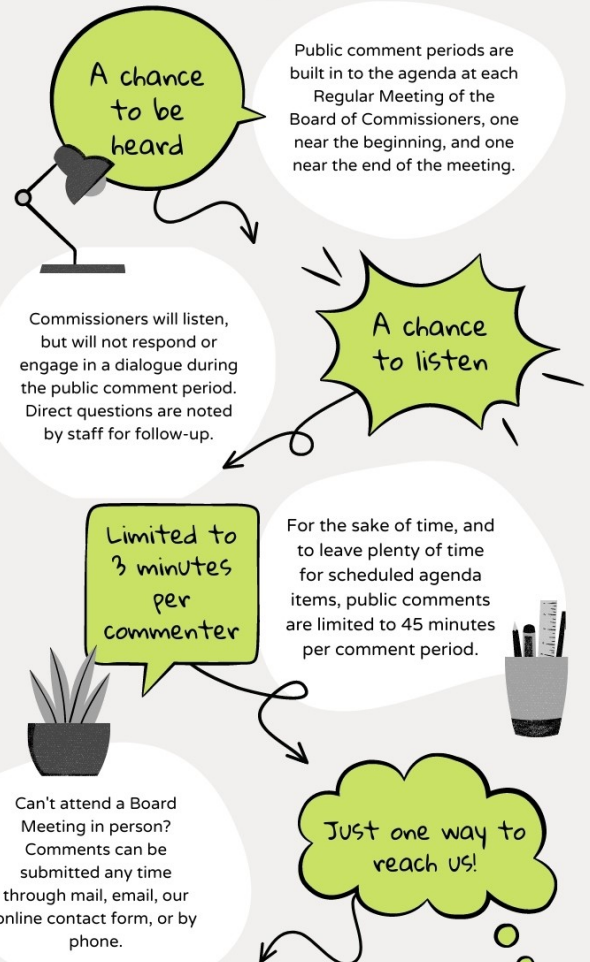 A chance
to be
heard
Public comment periods are
built in to the agenda at each
Regular Meeting of the
Board of Commissioners, one
near the beginning, and one
near the end of the meeting.
A chance
to listen
Commissioners will listen,
but will not respond or
engage in a dialogue during
the public comment period.
Direct questions are noted
by staff for follow-up.
Limited to
3 minutes
per
commenter
For the sake of time, and
to leave plenty of time
for scheduled agenda
items, public comments
are limited to 45 minutes
per comment period.
Just one way to
reach us!
Can't attend a Board
Meeting in person?
Comments can be
submitted any time
through mail, email, our
online contact form, or by
phone.